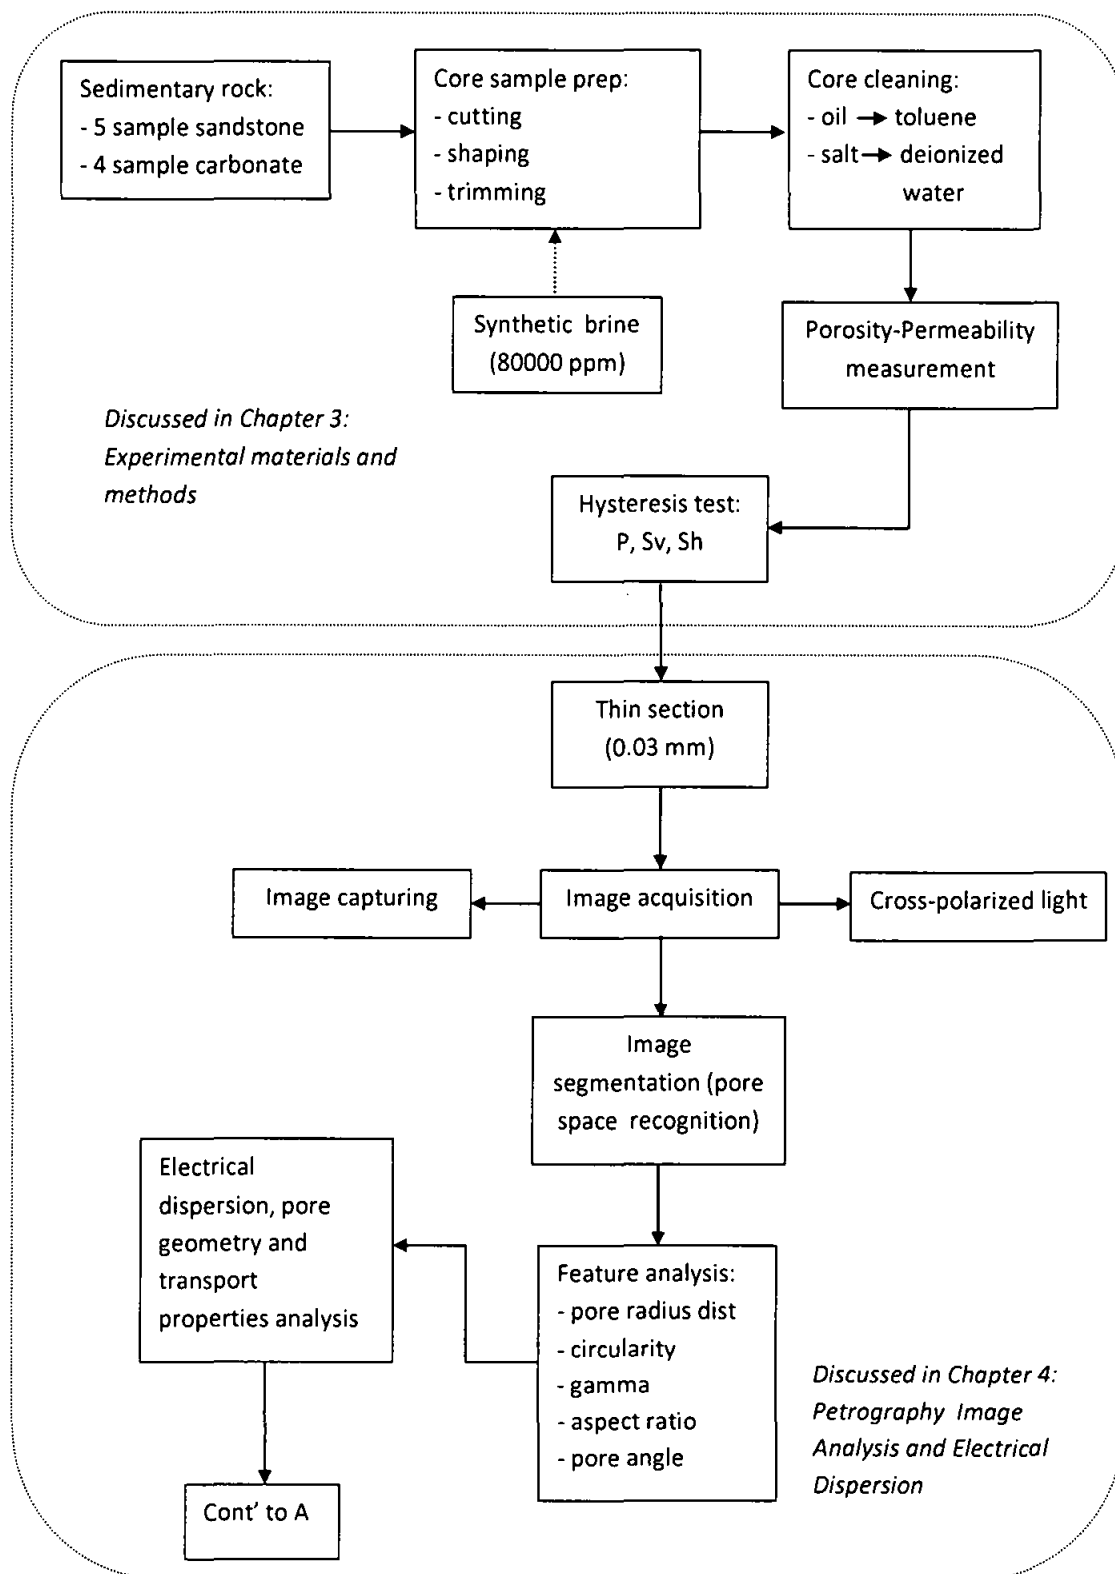 Sedimentary rock:
- 5 sample sandstone
- 4 sample carbonate
Core sample prep:
- cutting
- shaping
- trimming
Core cleaning:
- oil → toluene
- salt → deionized
water
Synthetic brine
(80000 ppm)
Porosity-Permeability
measurement
Discussed in Chapter 3:
Experimental materials and
methods
Hysteresis test:
P, Sv, Sh
Thin section
(0.03 mm)
Image capturing
Image acquisition
Cross-polarized light
Image
segmentation (pore
space recognition)
Electrical
dispersion, pore
geometry and
transport
properties analysis
Feature analysis:
- pore radius dist
- circularity
- gamma
- aspect ratio
- pore angle
Discussed in Chapter 4:
Petrography Image
Analysis and Electrical
Dispersion
Cont' to A